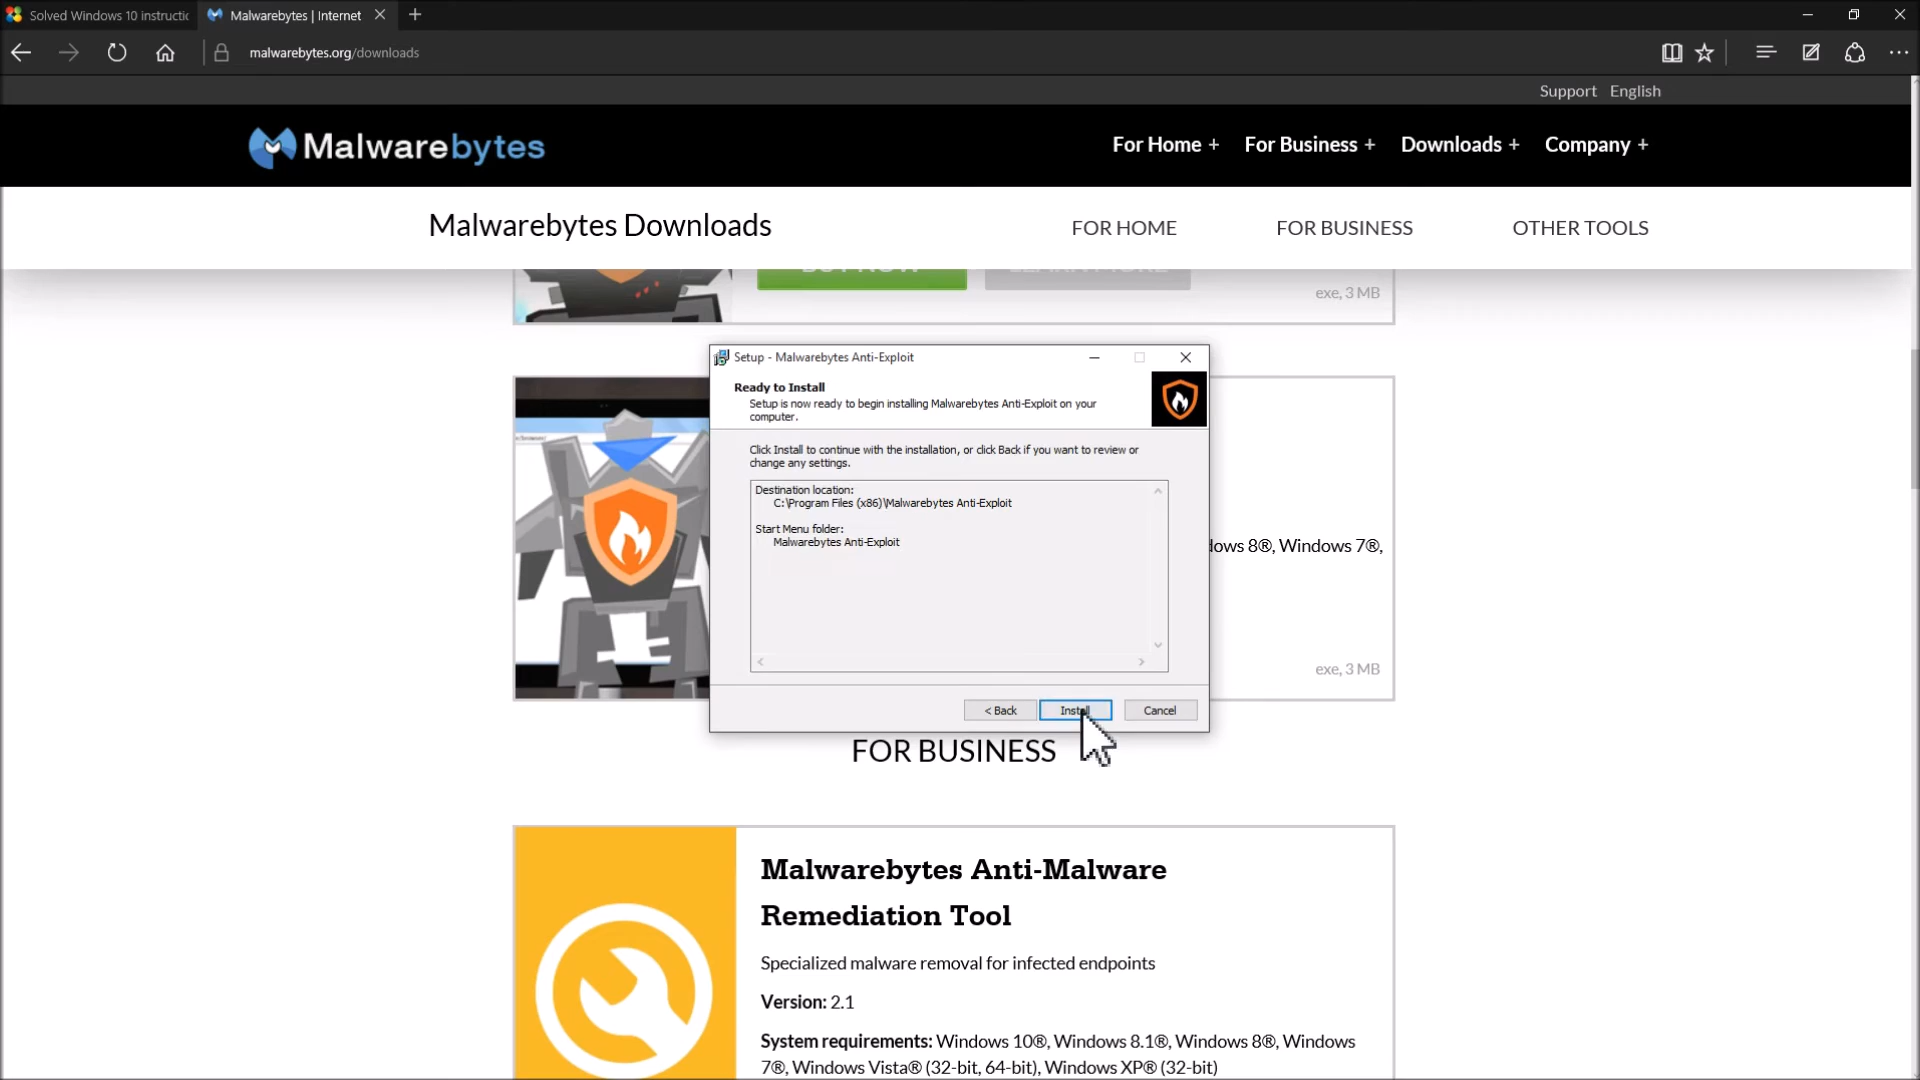 Solved Windows 10 instructic
Malwarebytes | Internet
malwarebytes.org/downloads
Support English
Malwarebytes
For Home + For Business + Downloads + Company +
Malwarebytes Downloads
FOR HOME FOR BUSINESS OTHER TOOLS
BUY NOW LEARN MORE
exe, 3 MB
Setup - Malwarebytes Anti-Exploit
Ready to Install
Setup is now ready to begin installing Malwarebytes Anti-Exploit on your
computer.
Click Install to continue with the installation, or click Back if you want to review or
change any settings.
Destination location:
C:\Program Files (x86)\Malwarebytes Anti-Exploit
Start Menu folder:
Malwarebytes Anti-Exploit
dows 8®, Windows 7®,
exe, 3 MB
< Back Install Cancel
FOR BUSINESS
Malwarebytes Anti-Malware
Remediation Tool
Specialized malware removal for infected endpoints
Version: 2.1
System requirements: Windows 10®, Windows 8.1®, Windows 8®, Windows
7®, Windows Vista® (32-bit, 64-bit), Windows XP® (32-bit)